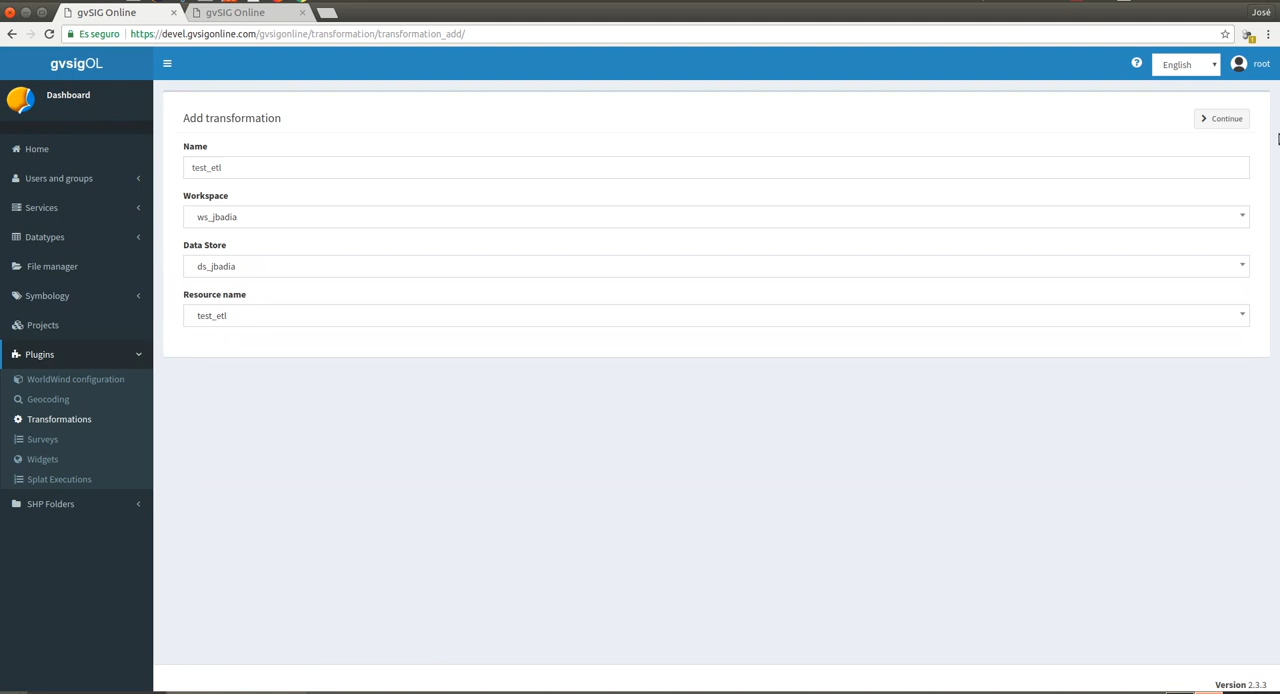 gvSIG Online
gvSIG Online
José
Es seguro
https://devel.gvsigonline.com/gvsigonline/transformation/transformation_add/
gvsigOL
English
root
Dashboard
Home
Users and groups
Services
Datatypes
File manager
Symbology
Projects
Plugins
WorldWind configuration
Geocoding
Transformations
Surveys
Widgets
Splat Executions
SHP Folders
Add transformation
Continue
Name
test_etl
Workspace
ws_jbadia
Data Store
ds_jbadia
Resource name
test_etl
Version 2.3.3